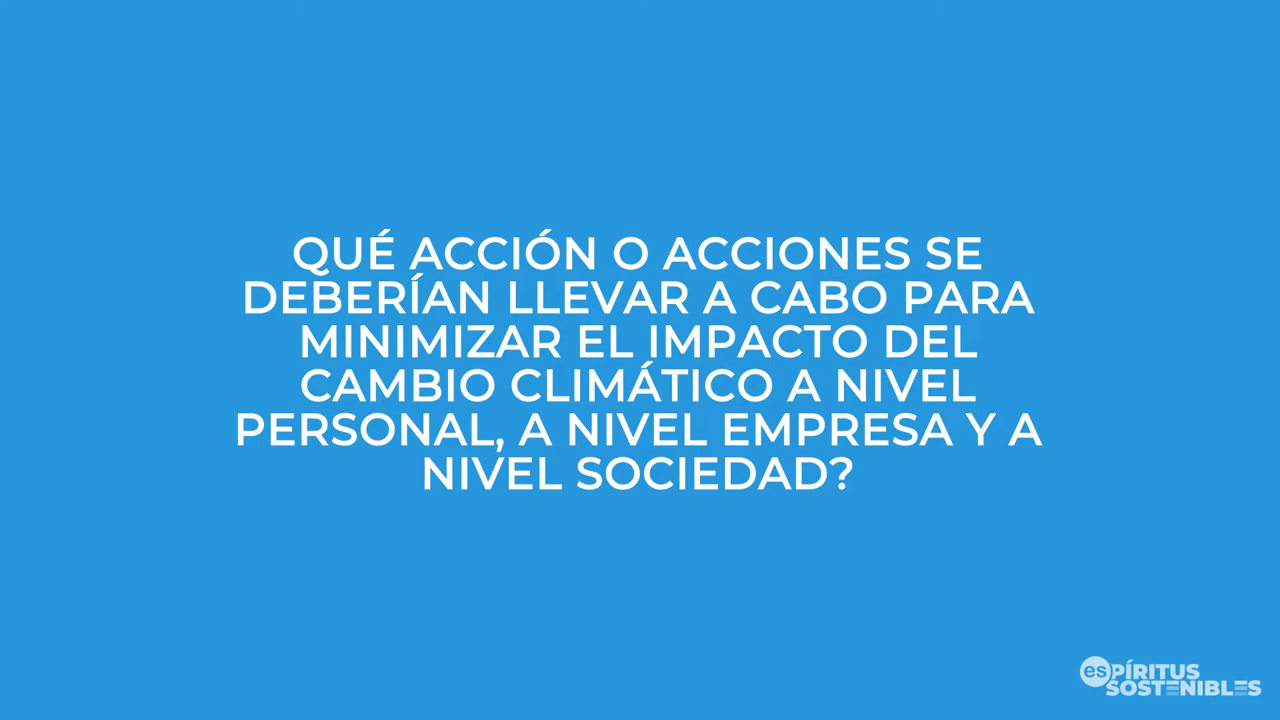 QUÉ ACCIÓN O ACCIONES SE
DEBERÍAN LLEVAR A CABO PARA
MINIMIZAR EL IMPACTO DEL
CAMBIO CLIMÁTICO A NIVEL
PERSONAL, A NIVEL EMPRESA Y A
NIVEL SOCIEDAD?
esPÍRITUS
SOSTENIBLES